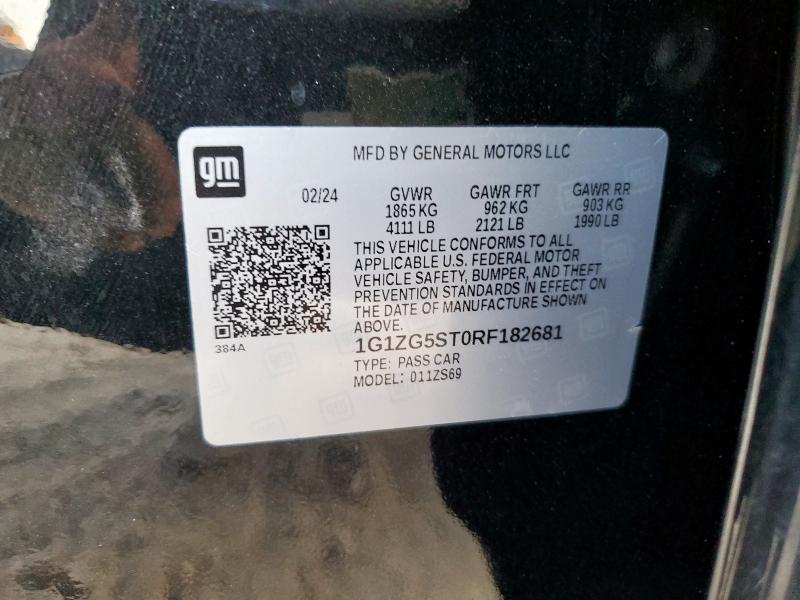 gm
MFD BY GENERAL MOTORS LLC
02/24 GVWR GAWR FRT GAWR RR
1865 KG 962 KG 903 KG
4111 LB 2121 LB 1990 LB
THIS VEHICLE CONFORMS TO ALL
APPLICABLE U.S. FEDERAL MOTOR
VEHICLE SAFETY, BUMPER, AND THEFT
PREVENTION STANDARDS IN EFFECT ON
THE DATE OF MANUFACTURE SHOWN
ABOVE.
384A
1G1ZG5ST0RF182681
TYPE: PASS CAR
MODEL: 011ZS69